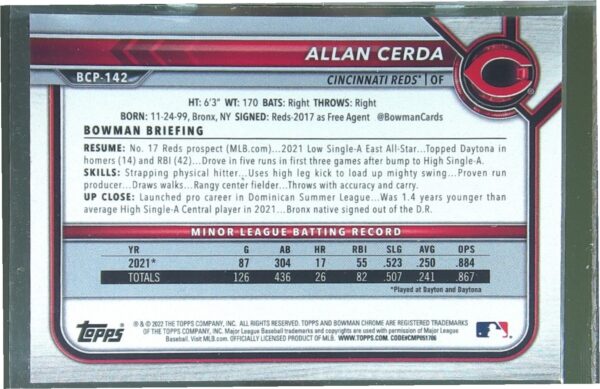 ALLAN CERDA
BCP-142
CINCINNATI REDS® | OF
C
HT: 6'3" WT: 170 BATS: Right THROWS: Right
BORN: 11-24-99, Bronx, NY SIGNED: Reds-2017 as Free Agent @BowmanCards
BOWMAN BRIEFING
RESUME: No. 17 Reds prospect (MLB.com)...2021 Low Single-A East All-Star...Topped Daytona in
homers (14) and RBI (42)...Drove in five runs in first three games after bump to High Single-A.
SKILLS: Strapping physical hitter...Uses high leg kick to load up mighty swing...Proven run
producer...Draws walks...Rangy center fielder...Throws with accuracy and carry.
UP CLOSE: Launched pro career in Dominican Summer League...Was 1.4 years younger than
average High Single-A Central player in 2021...Bronx native signed out of the D.R.
MINOR LEAGUE BATTING RECORD
YR G AB HR RBI SLG AVG OPS
2021* 87 304 17 55 .523 .250 .884
TOTALS 126 436 26 82 .507 .241 .867
*Played at Dayton and Daytona
Topps
® & © 2022 THE TOPPS COMPANY, INC. ALL RIGHTS RESERVED. TOPPS AND BOWMAN CHROME ARE REGISTERED TRADEMARKS
OF THE TOPPS COMPANY, INC. Major League Baseball trademarks and copyrights are used with permission of Major League
Baseball. Visit MLB.com. OFFICIALLY LICENSED PRODUCT OF MLB. WWW.TOPPS.COM. CODE#CMP051706